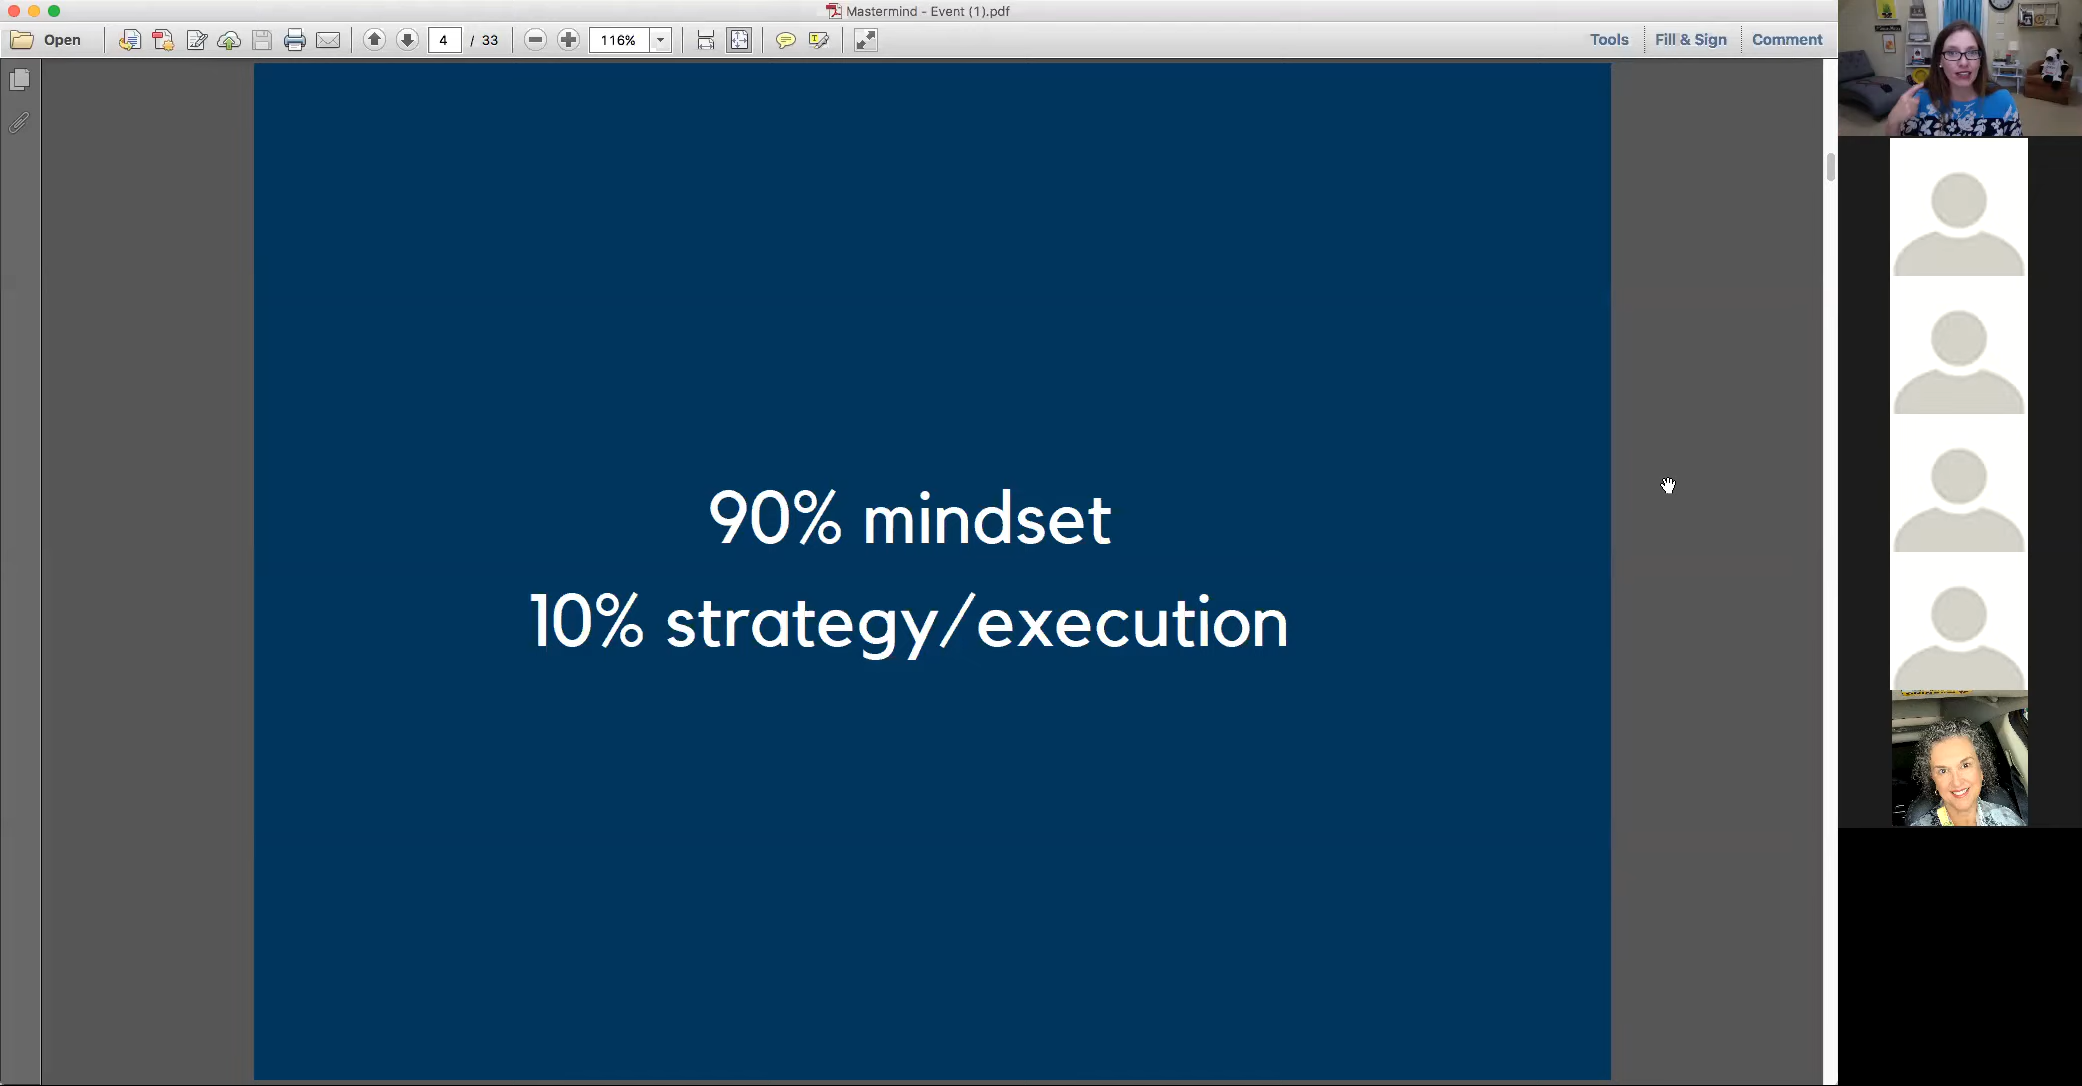 Mastermind - Event (1).pdf
Open
4 / 33
116%
Tools
Fill & Sign
Comment
90% mindset
10% strategy/execution